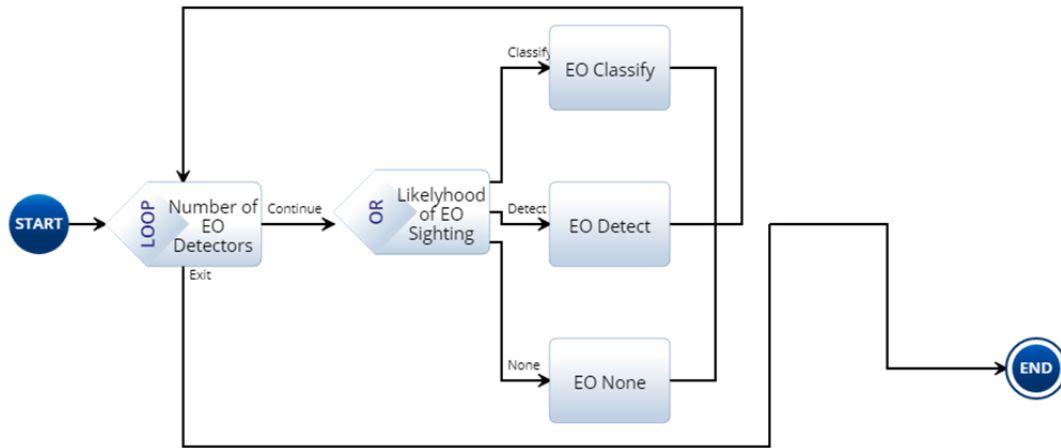 START
LOOP
Number of
EO
Detectors
Continue
Exit
OR
Likelyhood
of EO
Sighting
Classify
EO Classify
Detect
EO Detect
None
EO None
END